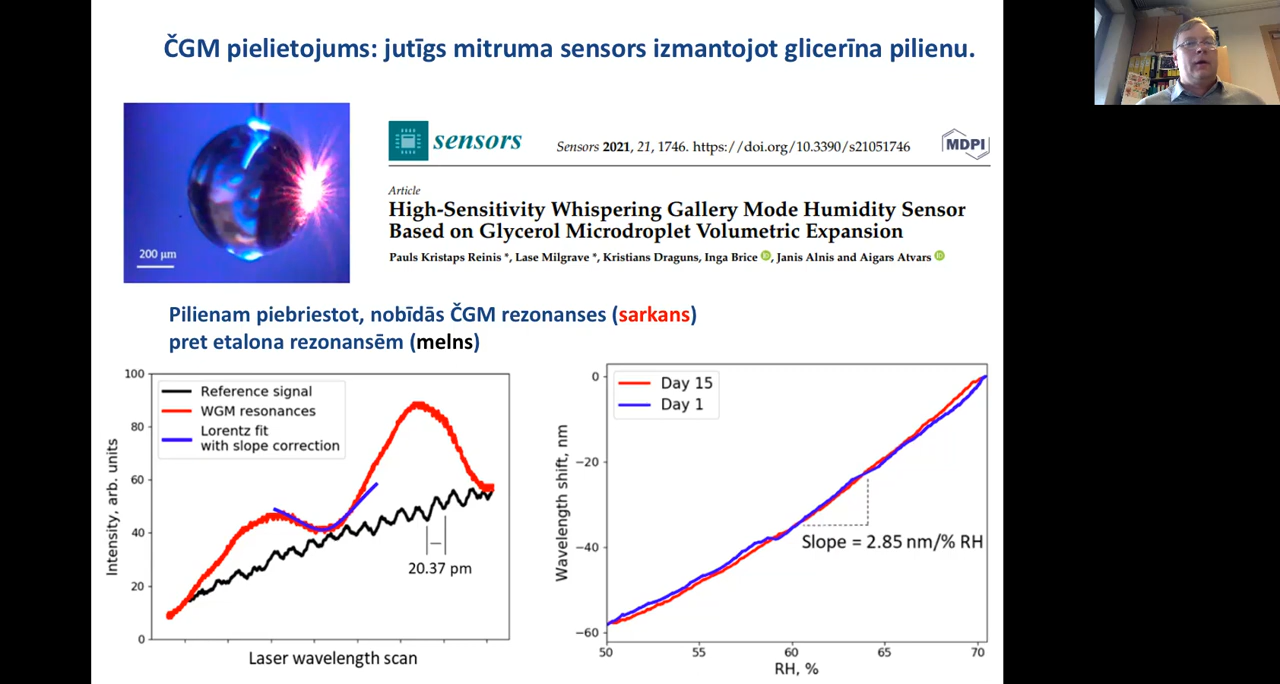 ČGM pielietojums: jutīgs mitruma sensors izmantojot glicerīna pilienu.
200 µm
sensors
Sensors 2021, 21, 1746. https://doi.org/10.3390/s21051746
MDPI
Article
High-Sensitivity Whispering Gallery Mode Humidity Sensor
Based on Glycerol Microdroplet Volumetric Expansion
Pauls Kristaps Reinis *, Lase Milgrave *, Kristians Draguns, Inga Brice iD, Janis Alnis and Aigars Atvars iD
Pilienam piebriestot, nobīdās ČGM rezonanses (sarkans)
pret etalona rezonansēm (melns)
100
80
60
40
20
0
Intensity, arb. units
Reference signal
WGM resonances
Lorentz fit
with slope correction
20.37 pm
Laser wavelength scan
0
−20
−40
−60
Wavelength shift, nm
Day 15
Day 1
Slope = 2.85 nm/% RH
50
55
60
65
70
RH, %